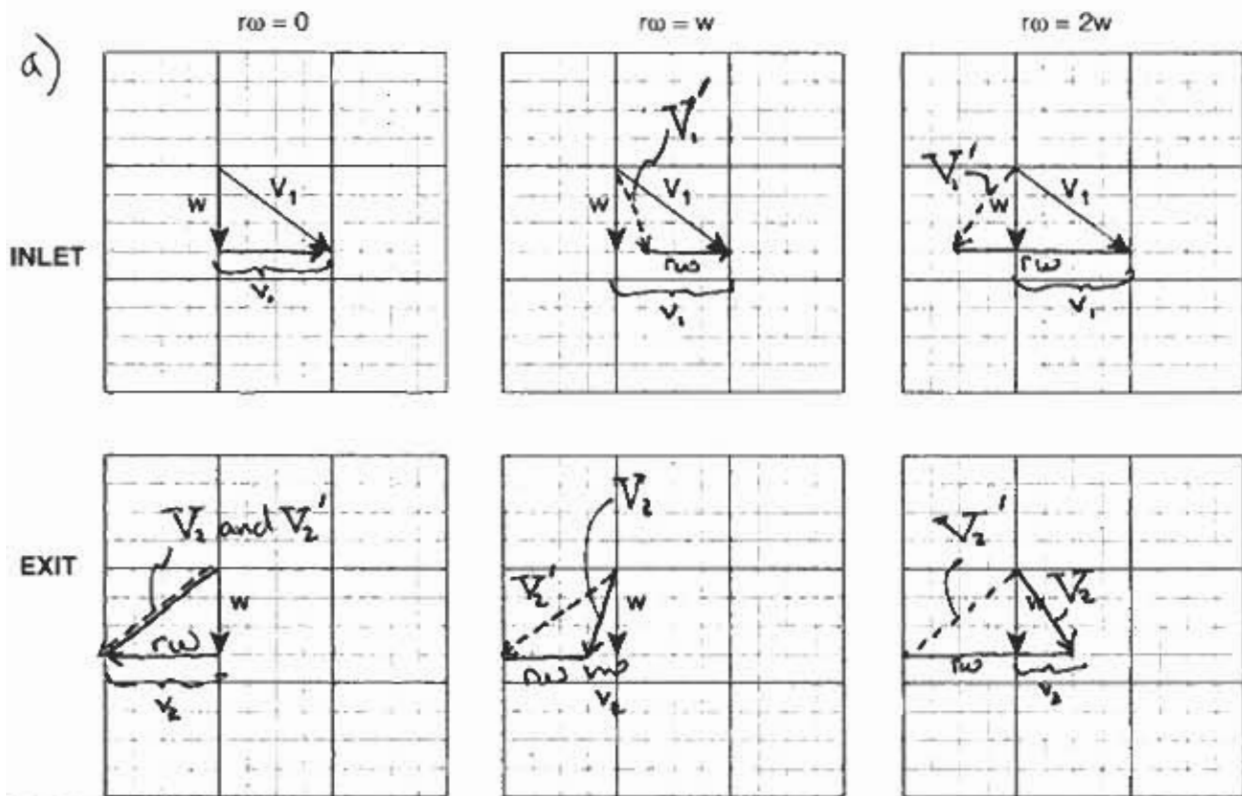 rω = 0 rω = w rω = 2w
a)
V₁' V₁'
w V₁ w V₁ w V₁
INLET
rω rω
v₁ v₁ v₁
V₂ and V₂' V₂ V₂'
EXIT
w V₂' w w V₂
rω rω rω
v₂ v₂ v₂